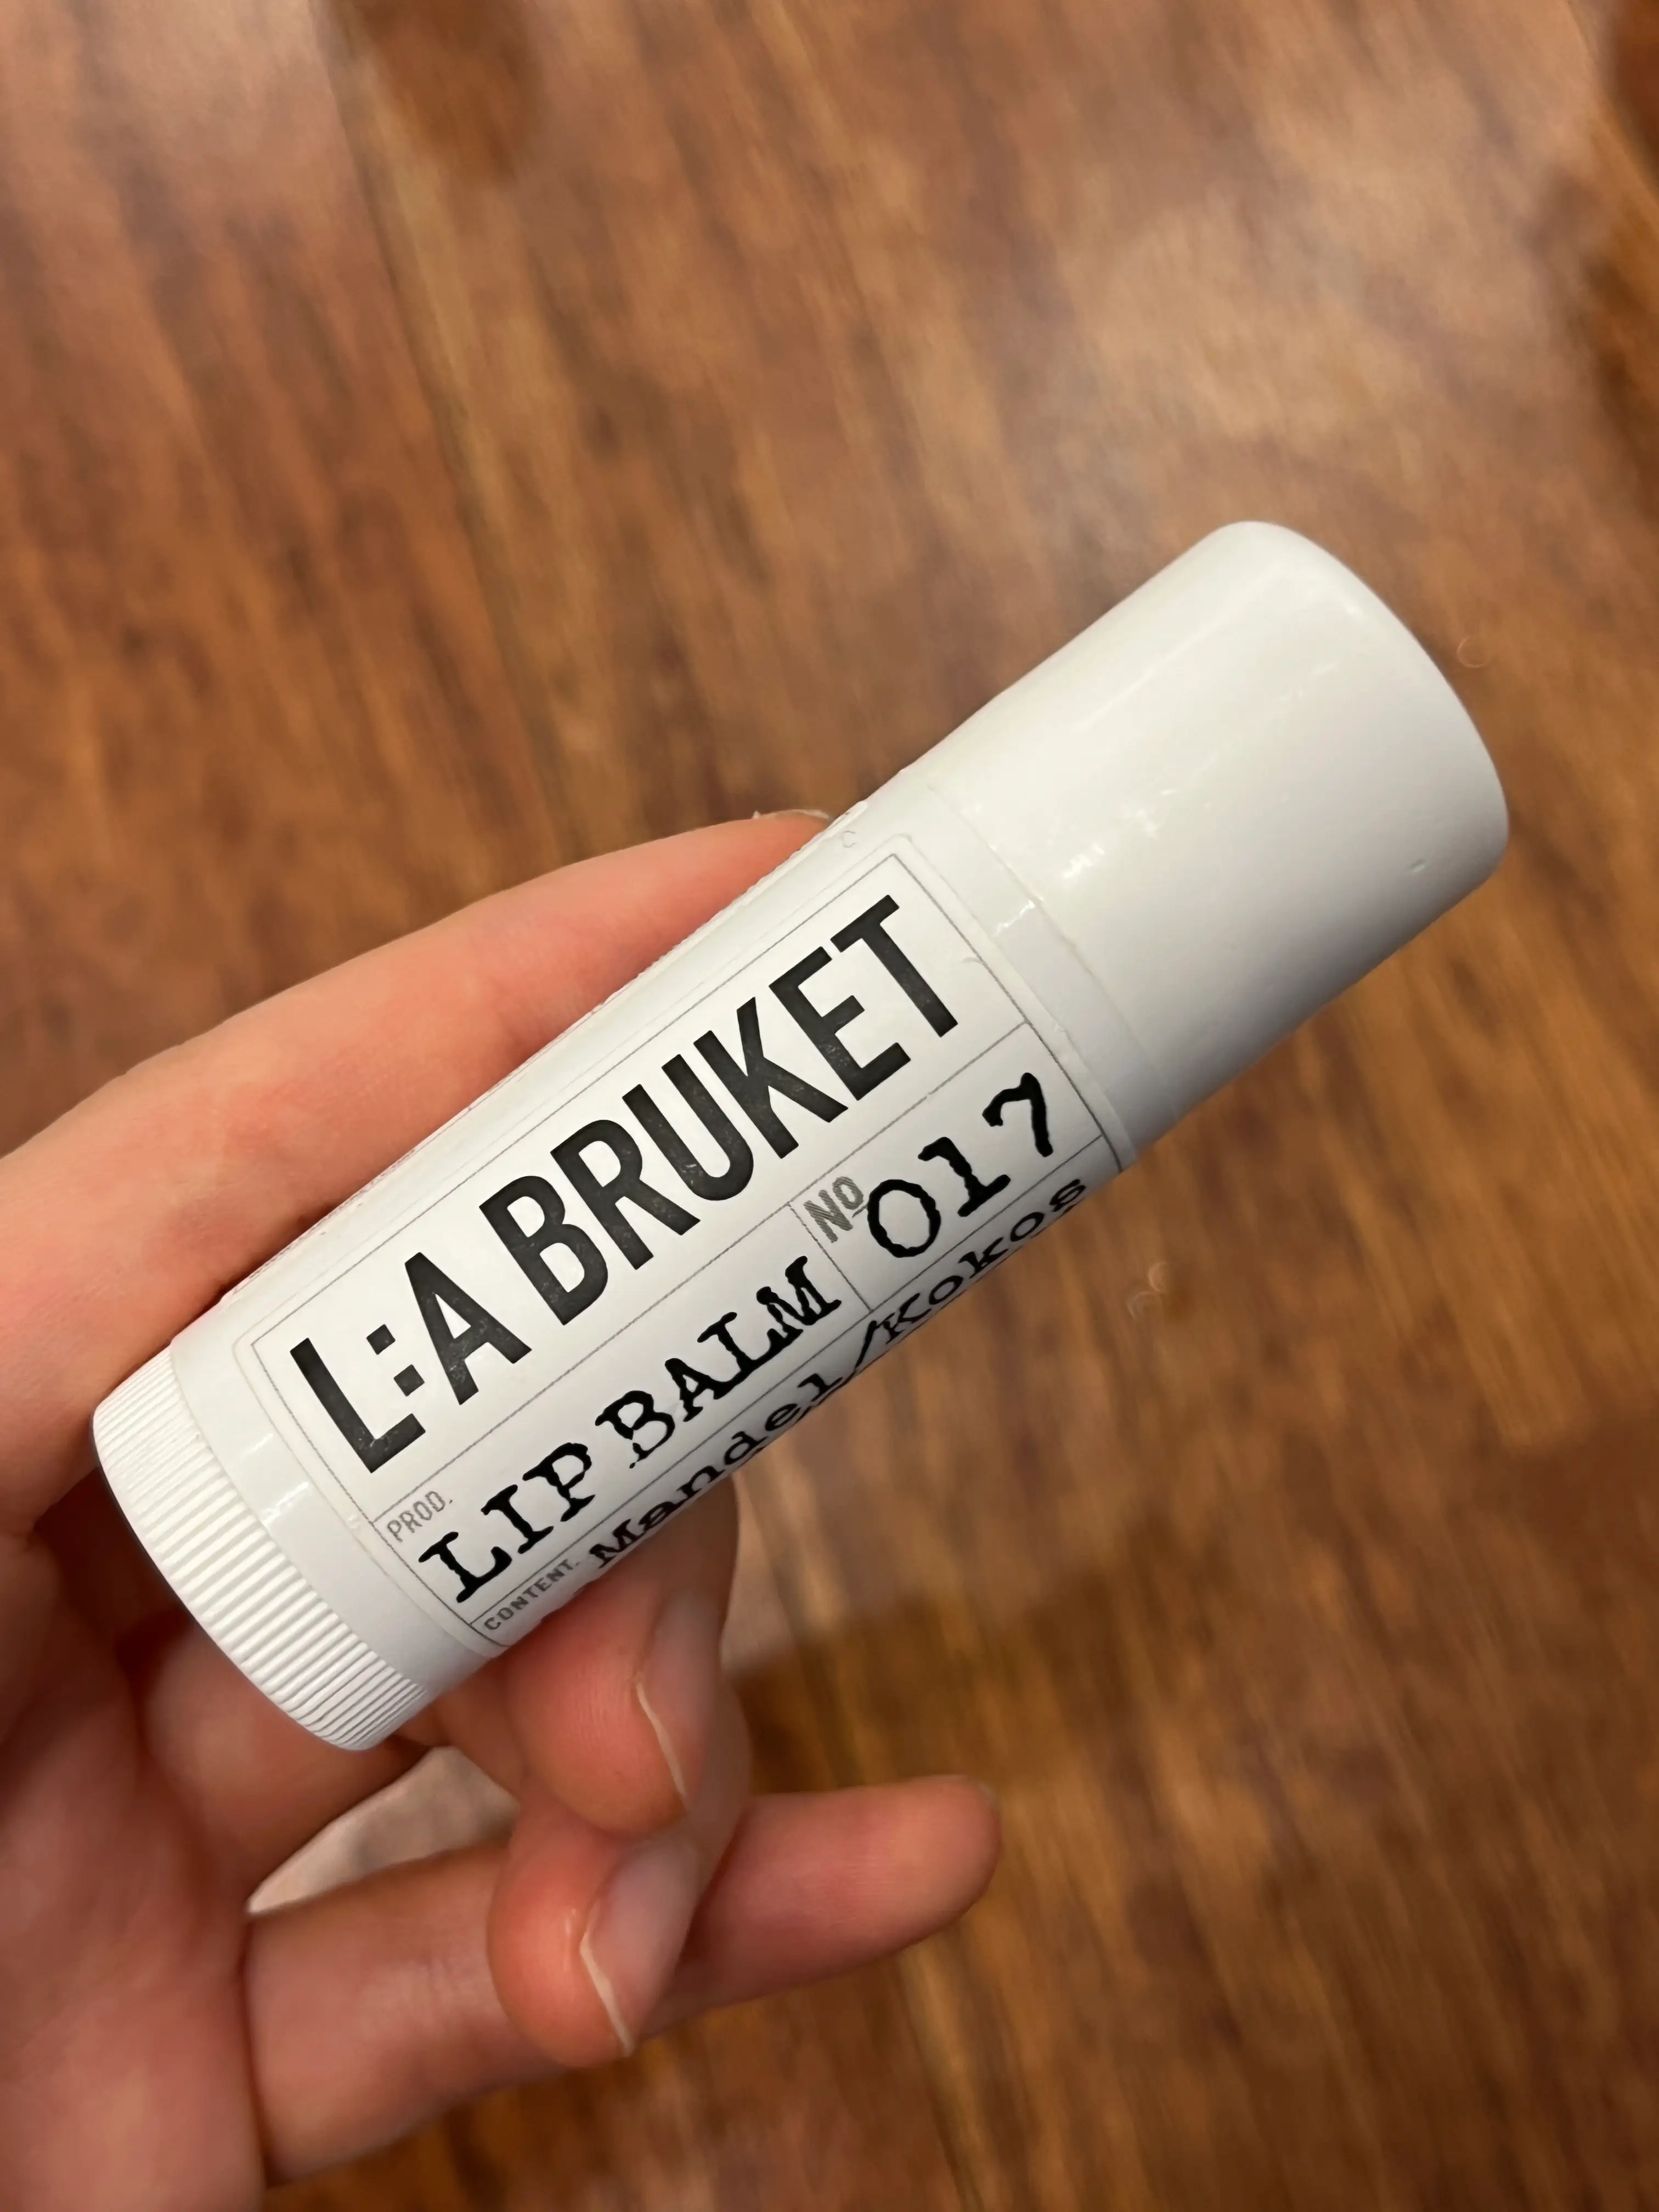 L:A BRUKET
PROD. LIP BALM No 017
CONTENT. Mandel/Kokos